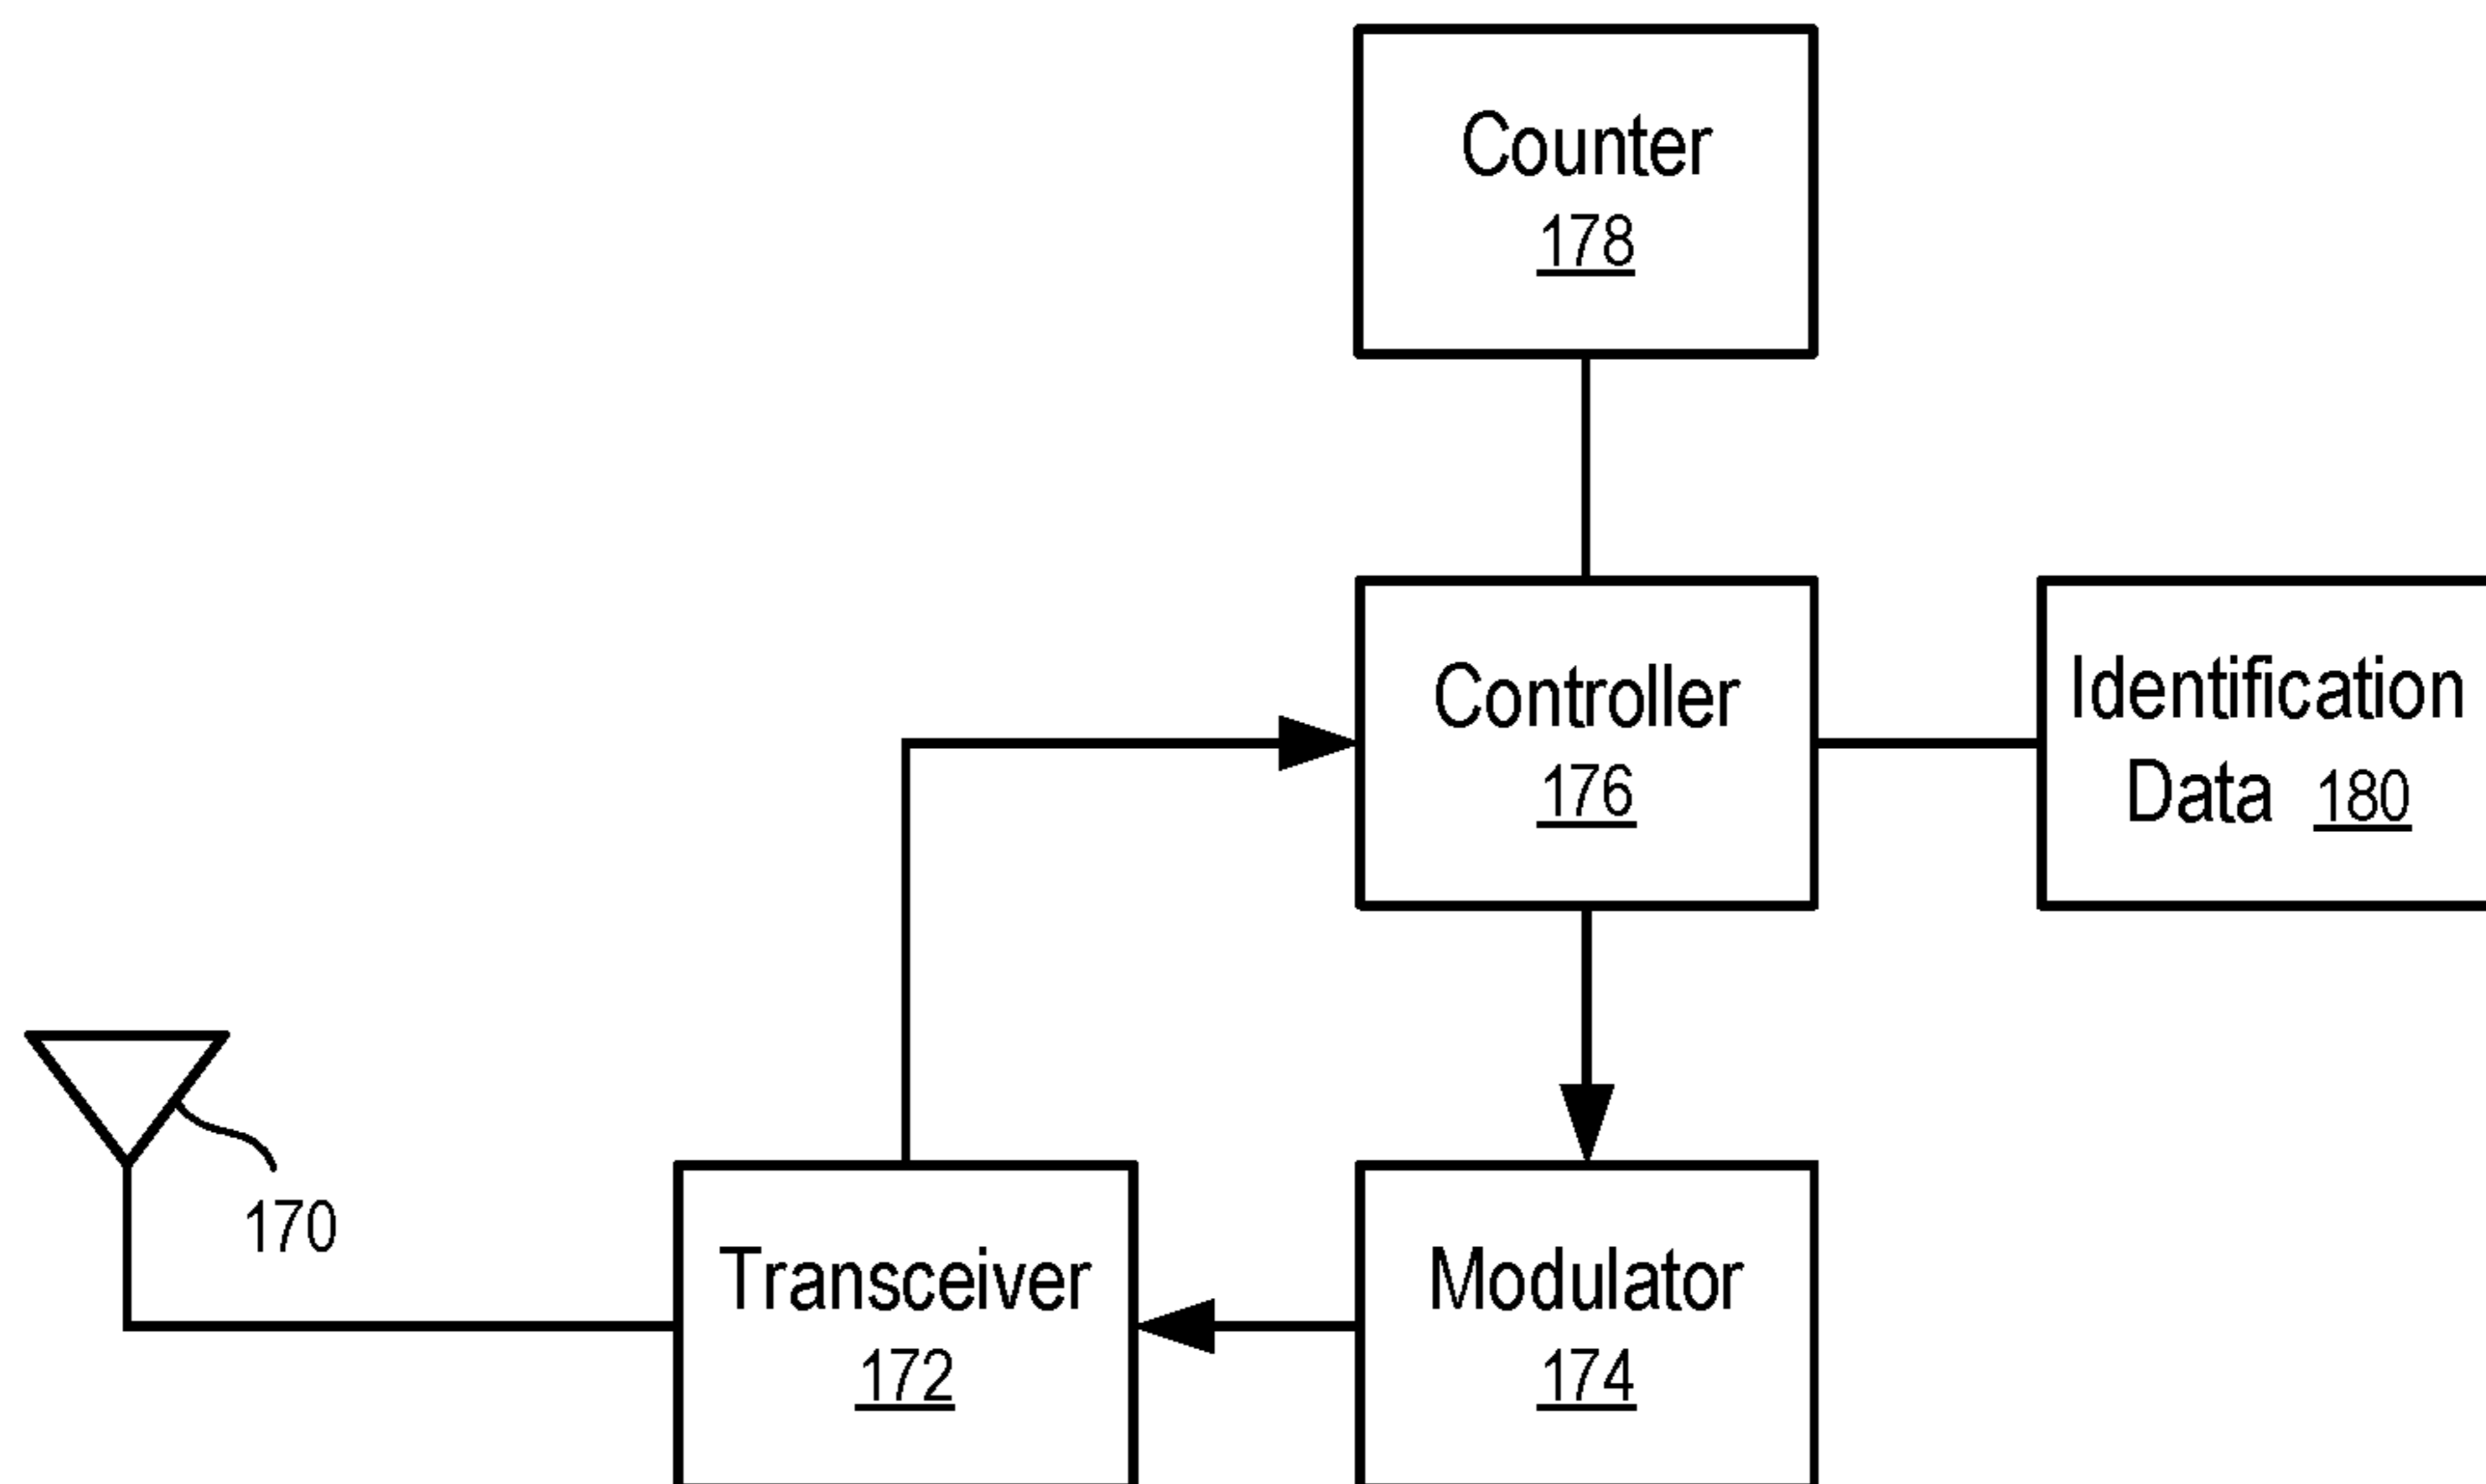 Counter
178
Controller
176
Identification
Data 180
170
Transceiver
172
Modulator
174